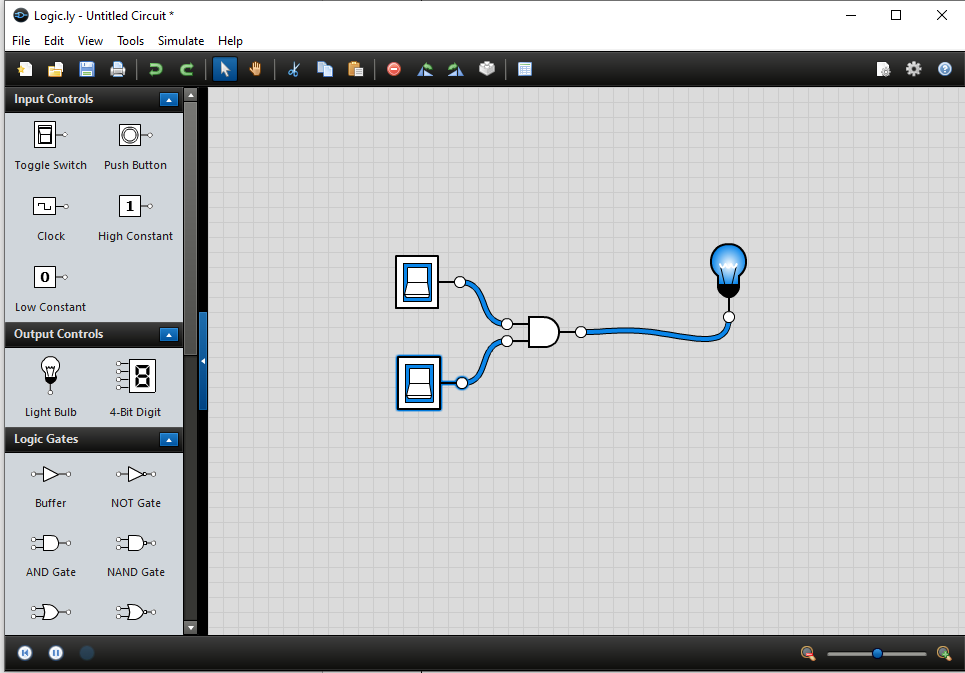 Logic.ly - Untitled Circuit *
File Edit View Tools Simulate Help
Input Controls
Toggle Switch Push Button
1
Clock High Constant
0
Low Constant
Output Controls
8
Light Bulb 4-Bit Digit
Logic Gates
Buffer NOT Gate
AND Gate NAND Gate